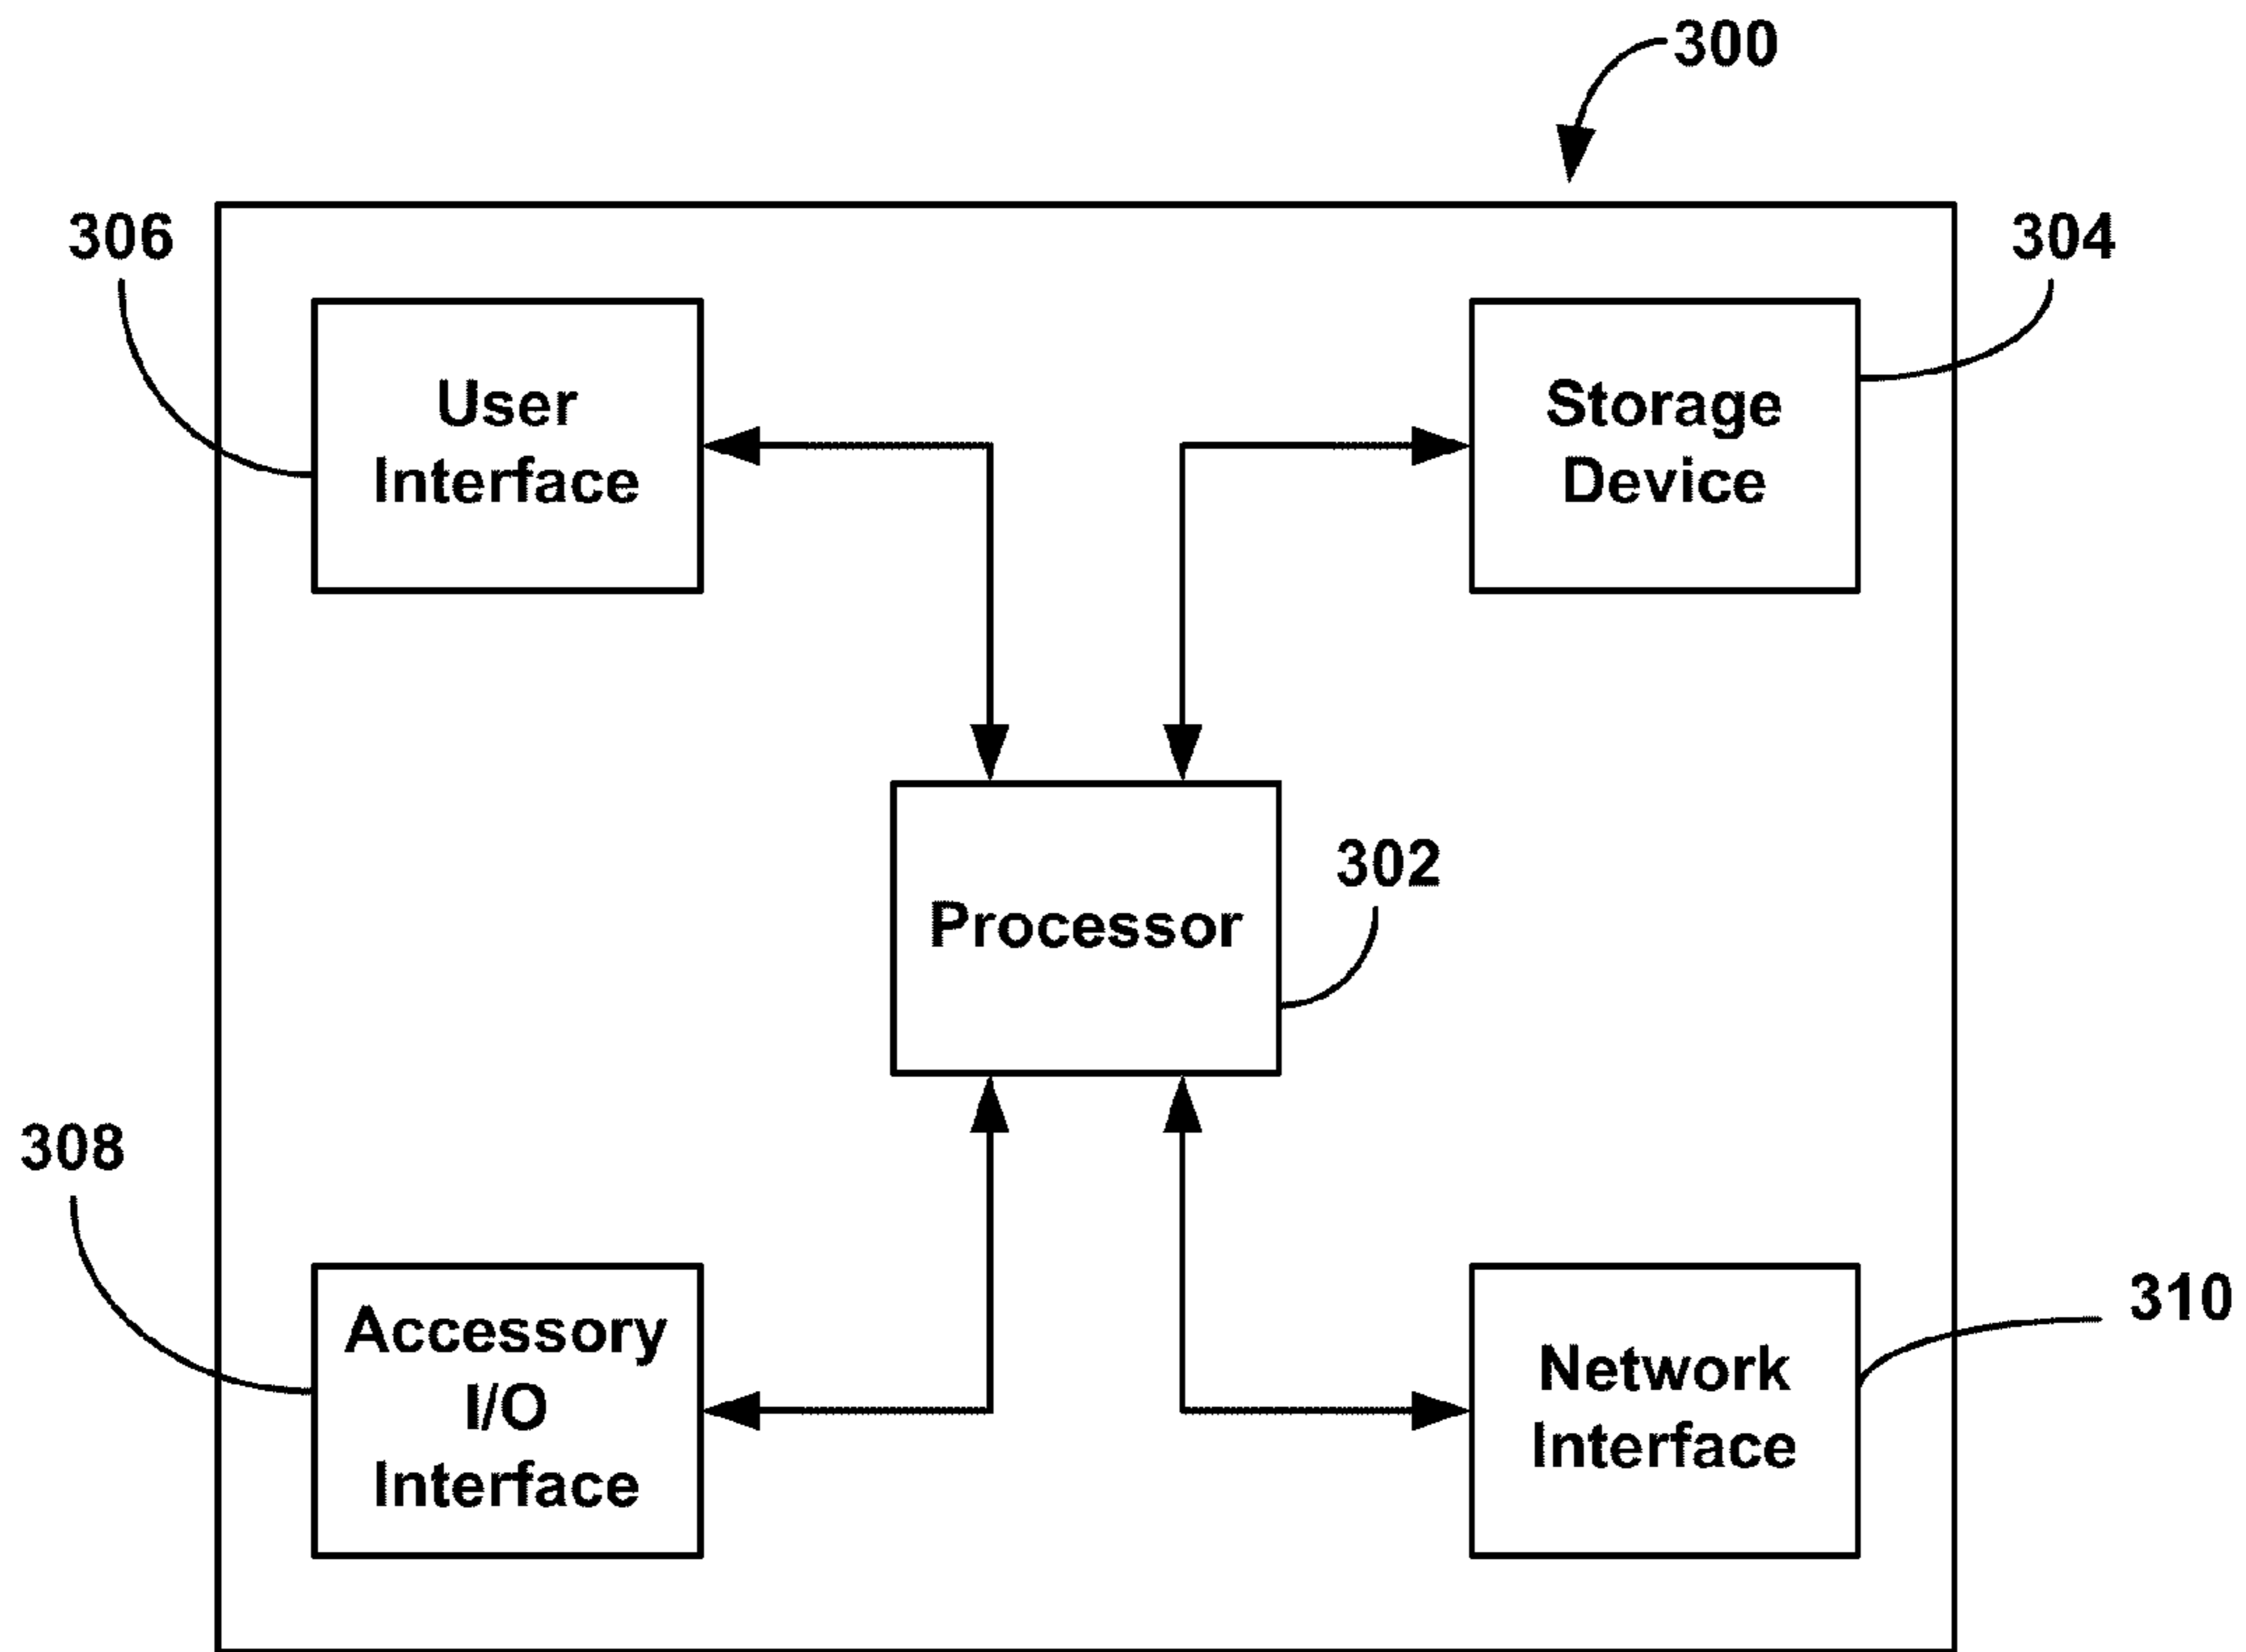 300
306
304
User
Interface
Storage
Device
302
Processor
308
310
Accessory
I/O
Interface
Network
Interface